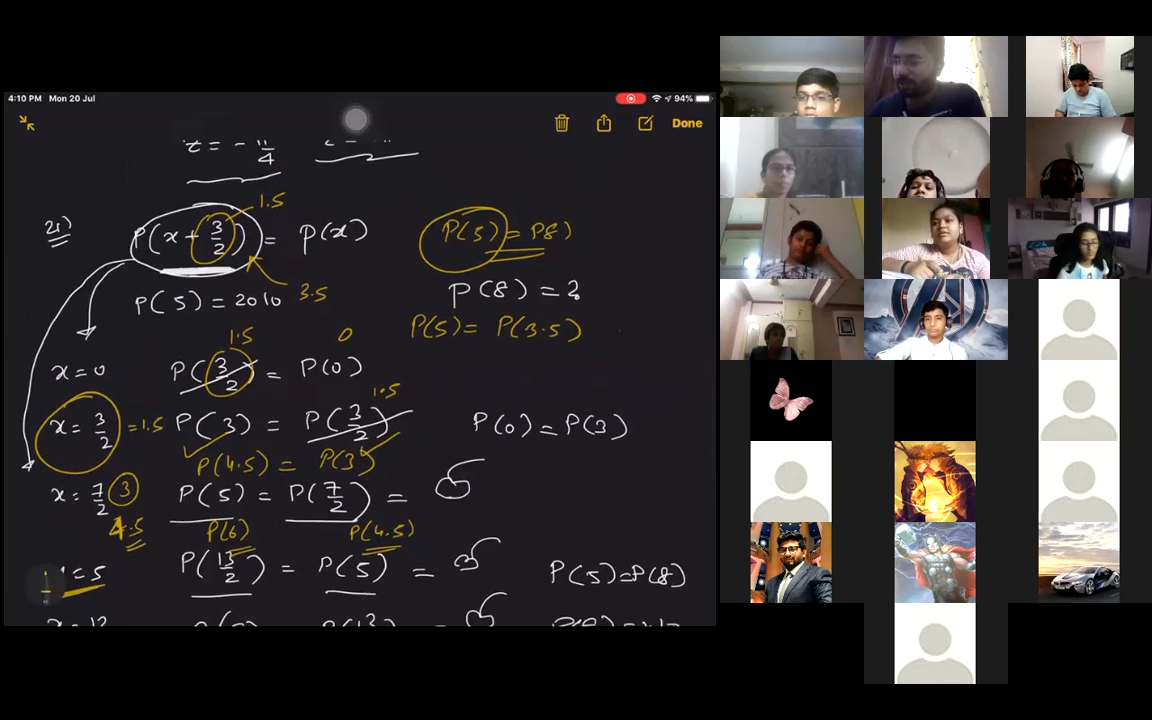 4:10 PM Mon 20 Jul 94%
Done
t = - π/4
21) P(x + 3/2) = P(x) 1.5 P(5) = P8)
P(5) = 2010 3.5 P(8) = ?
P(5) = P(3.5)
1.5 0
x = 0 P(3/2) = P(0)
1.5
x = 3/2 = 1.5 P(3) = P(3/2) P(0) = P(3)
P(4.5) = P(3)
x = 7/2 3 P(5) = P(7/2) =
4.5 P(6) P(4.5)
x = 5 P(13/2) = P(5) = P(5)=P(8)